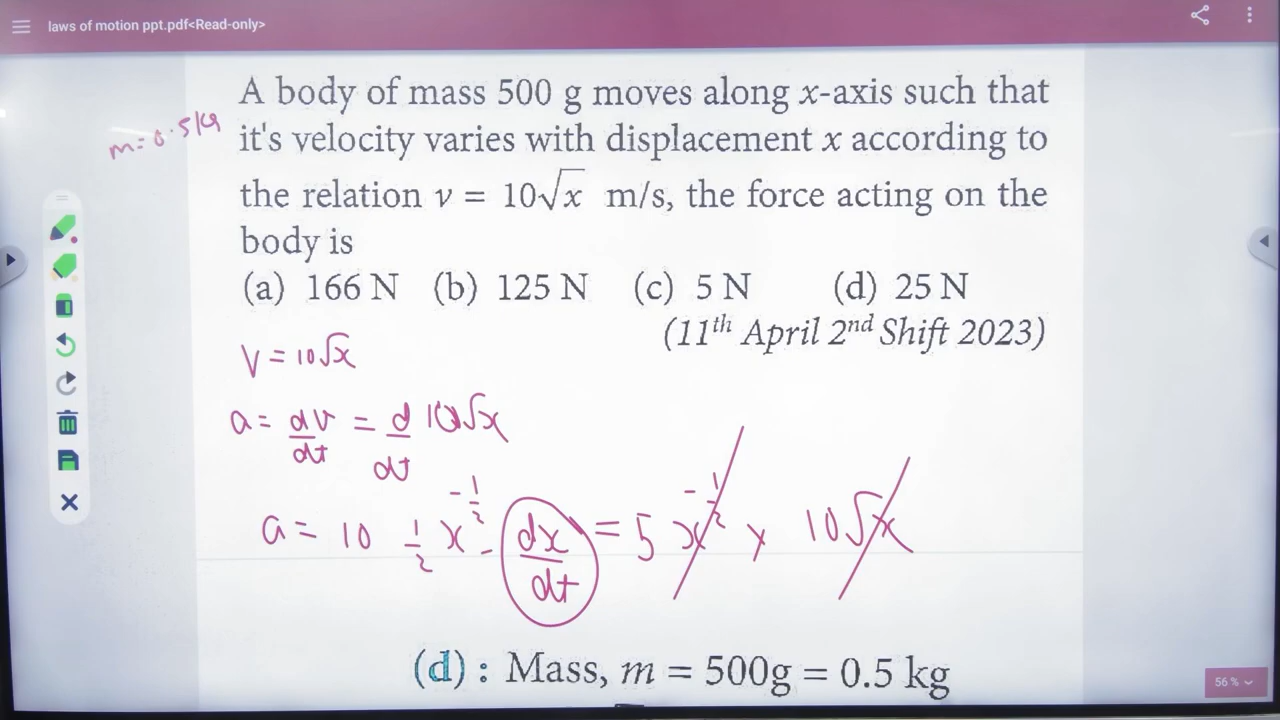 laws of motion ppt.pdf<Read-only>
A body of mass 500 g moves along x-axis such that
m = 0.5 kg
it's velocity varies with displacement x according to
the relation v = 10√x m/s, the force acting on the
body is
(a) 166 N (b) 125 N (c) 5 N (d) 25 N
(11th April 2nd Shift 2023)
V = 10√x
a = dv/dt = d/dt 10√x
a = 10 1/2 x^-1/2 . dx/dt = 5 x^-1/2 × 10√x
(d) : Mass, m = 500g = 0.5 kg
56 %